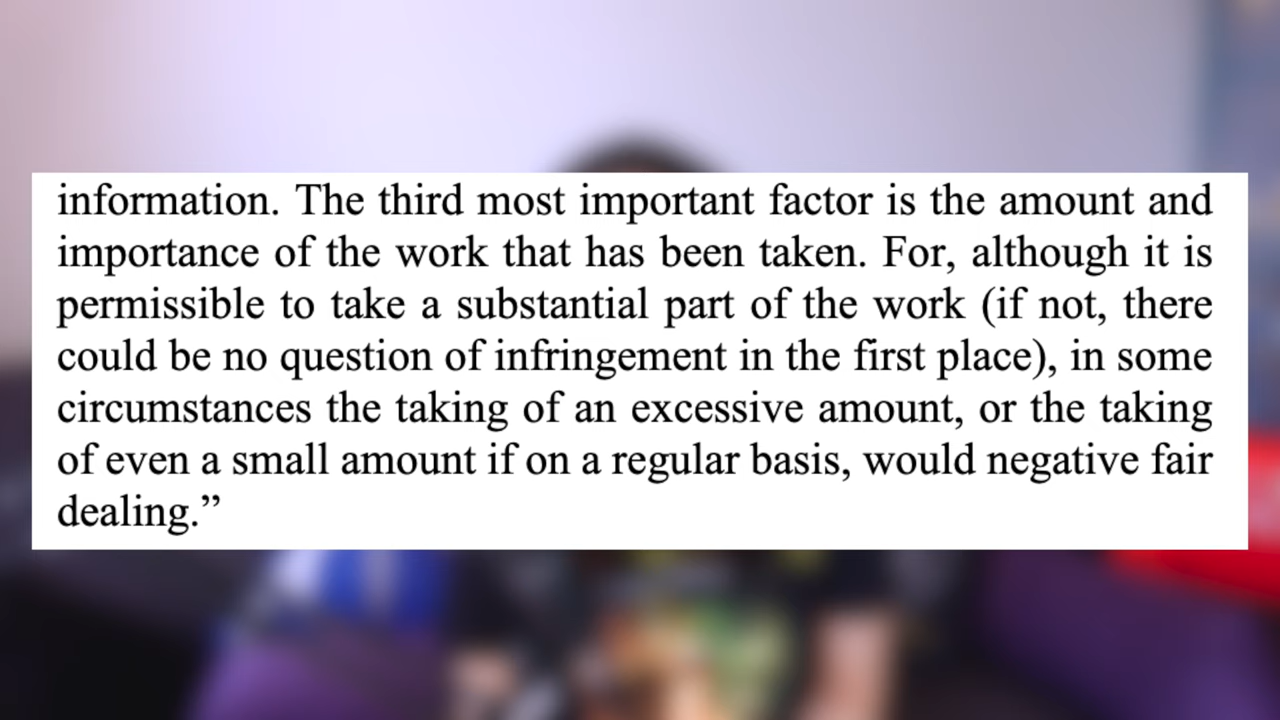 information. The third most important factor is the amount and
importance of the work that has been taken. For, although it is
permissible to take a substantial part of the work (if not, there
could be no question of infringement in the first place), in some
circumstances the taking of an excessive amount, or the taking
of even a small amount if on a regular basis, would negative fair
dealing.”